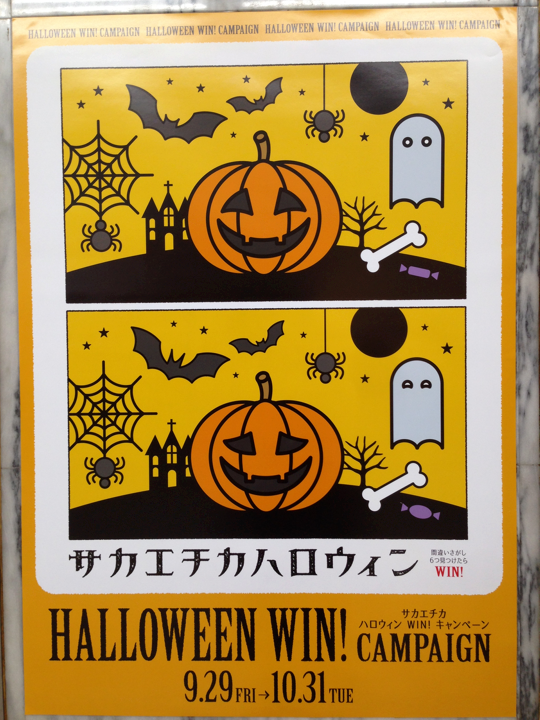 HALLOWEEN WIN! CAMPAIGN HALLOWEEN WIN! CAMPAIGN HALLOWEEN WIN! CAMPAIGN HALLOWEEN WIN! CAMPAIGN
サカエチカハロウィン
間違いさがし
6つ見つけたら
WIN!
HALLOWEEN WIN!
サカエチカ
ハロウィン WIN! キャンペーン
CAMPAIGN
9.29 FRI→10.31 TUE